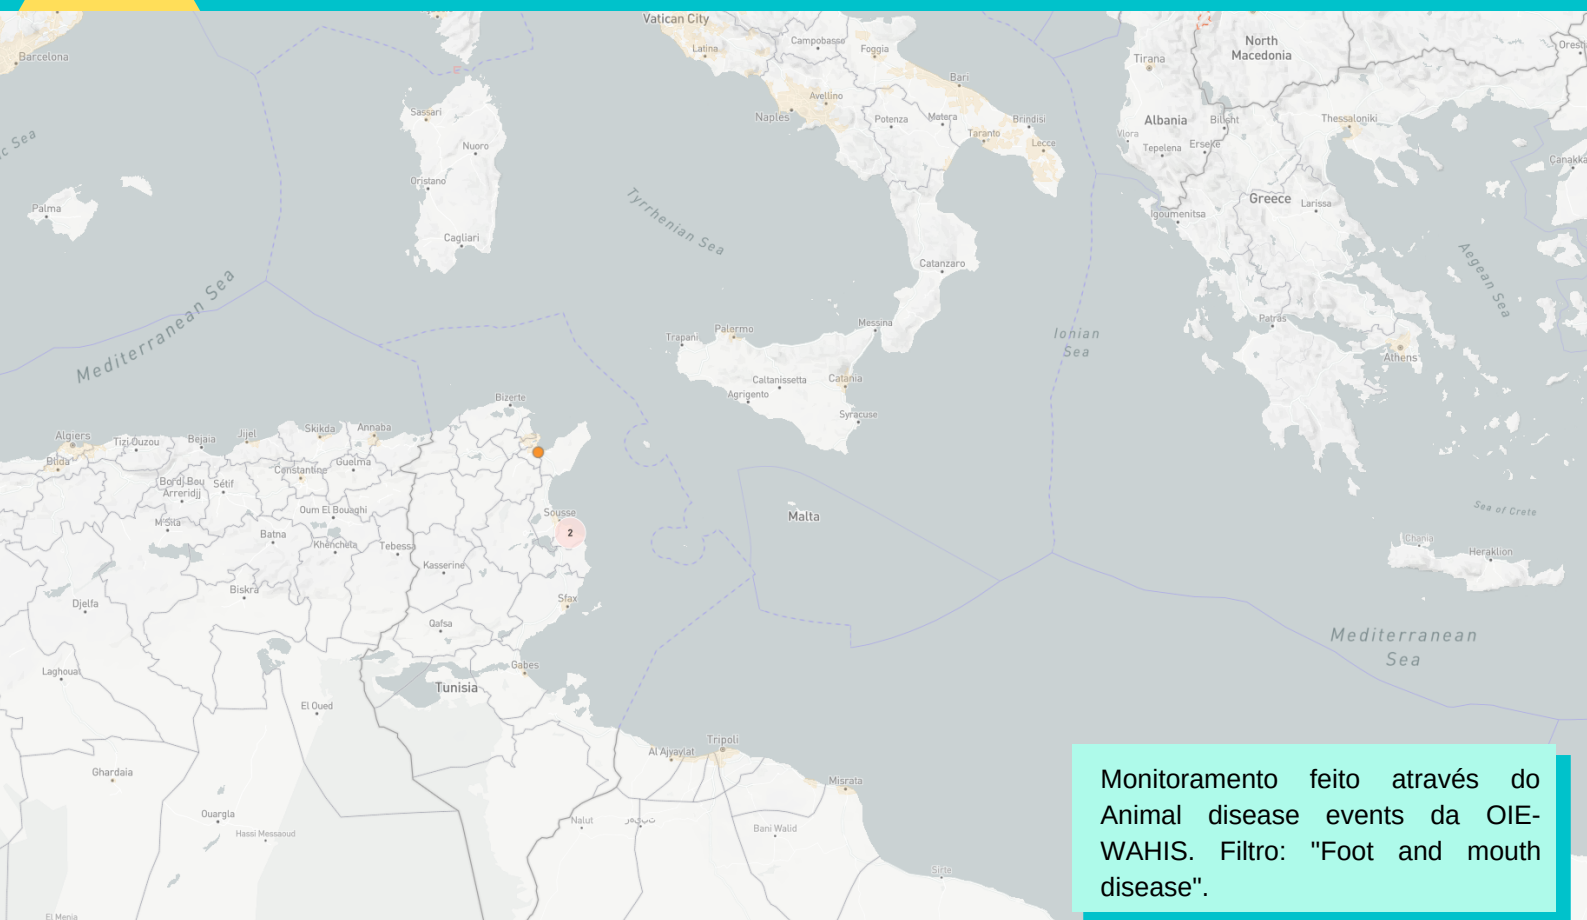 Vatican City
Barcelona
Latina
Campobasso
Foggia
North
Macedonia
Tirana
Bari
Avellino
Naples
Potenza
Matera
Brindisi
Taranto
Lecce
Sassari
Nuoro
Oristano
Cagliari
Palma
Albania
Bilisht
Vlora
Tepelena
Erseke
Thessaloniki
Igoumenitsa
Greece
Larissa
Tyrrhenian Sea
Catanzaro
Aegean Sea
Mediterranean Sea
Messina
Palermo
Trapani
Ionian
Sea
Patras
Athens
Caltanissetta
Catania
Agrigento
Syracuse
Bizerte
Algiers
Tizi Ouzou
Bejaia
Jijel
Skikda
Annaba
Blida
Constantine
Guelma
Bordj Bou
Arreridjj
Sétif
Oum El Bouaghi
M'Sila
Batna
Khenchela
Tebessa
Sousse
2
Malta
Sea of Crete
Chania
Heraklion
Kasserine
Biskra
Djelfa
Sfax
Qafsa
Mediterranean
Sea
Laghouat
Gabes
Tunisia
El Oued
Tripoli
Al Ajyaylat
Misrata
Ghardaia
Ouargla
Hassi Messaoud
Nalut
Bani Walid
Sirte
El Menia
Monitoramento feito através do
Animal disease events da OIE-
WAHIS. Filtro: "Foot and mouth
disease".